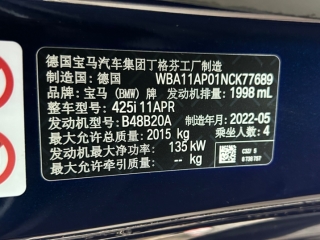 德国宝马汽车集团丁格芬工厂制造
制造国：德国 WBA11AP01NCK77689
品牌：宝马（BMW）牌 发动机排量：1998 mL
整车型号：425i 11APR
发动机型号：B48B20A 制造年月：2022-05
最大允许总质量：2015 kg 乘坐人数：4
发动机最大净功率：135 kW
最大允许牵引质量：－ kg